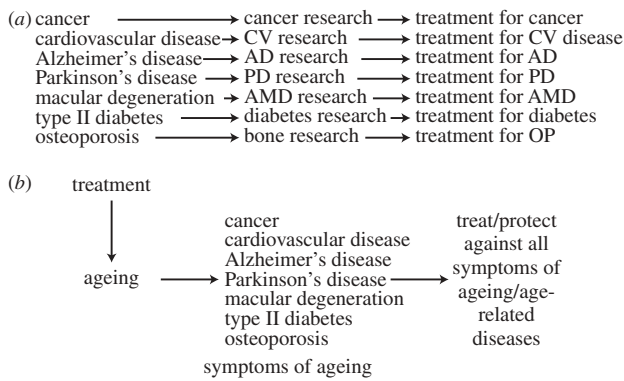 (a) cancer cancer research treatment for cancer
cardiovascular disease CV research treatment for CV disease
Alzheimer's disease AD research treatment for AD
Parkinson's disease PD research treatment for PD
macular degeneration AMD research treatment for AMD
type II diabetes diabetes research treatment for diabetes
osteoporosis bone research treatment for OP
(b) treatment
ageing
cancer
cardiovascular disease
Alzheimer's disease
Parkinson's disease
macular degeneration
type II diabetes
osteoporosis
symptoms of ageing
treat/protect
against all
symptoms of
ageing/age-
related
diseases